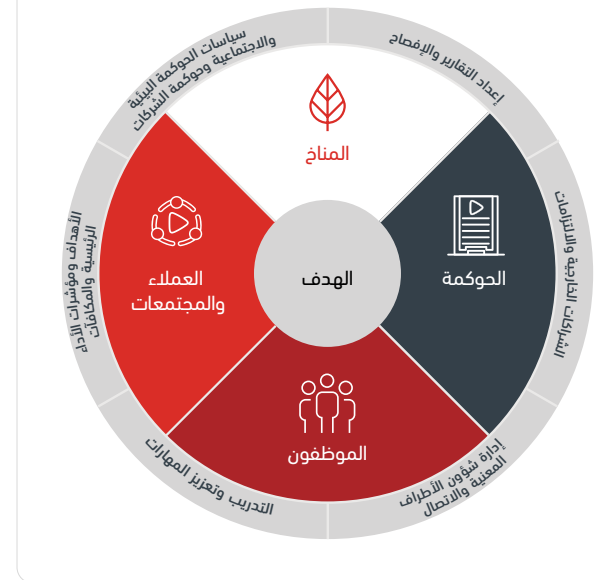 سياسات الحوكمة البيئية
والاجتماعية وحوكمة الشركات
إعداد التقارير والإفصاح
الشراكات الخارجية والالتزامات
إدارة شؤون الأطراف
المعنية والاتصال
التدريب وتعزيز المهارات
الأهداف ومؤشرات الأداء
الرئيسية والمكافآت
المناخ
الحوكمة
الهدف
العملاء
والمجتمعات
الموظفون